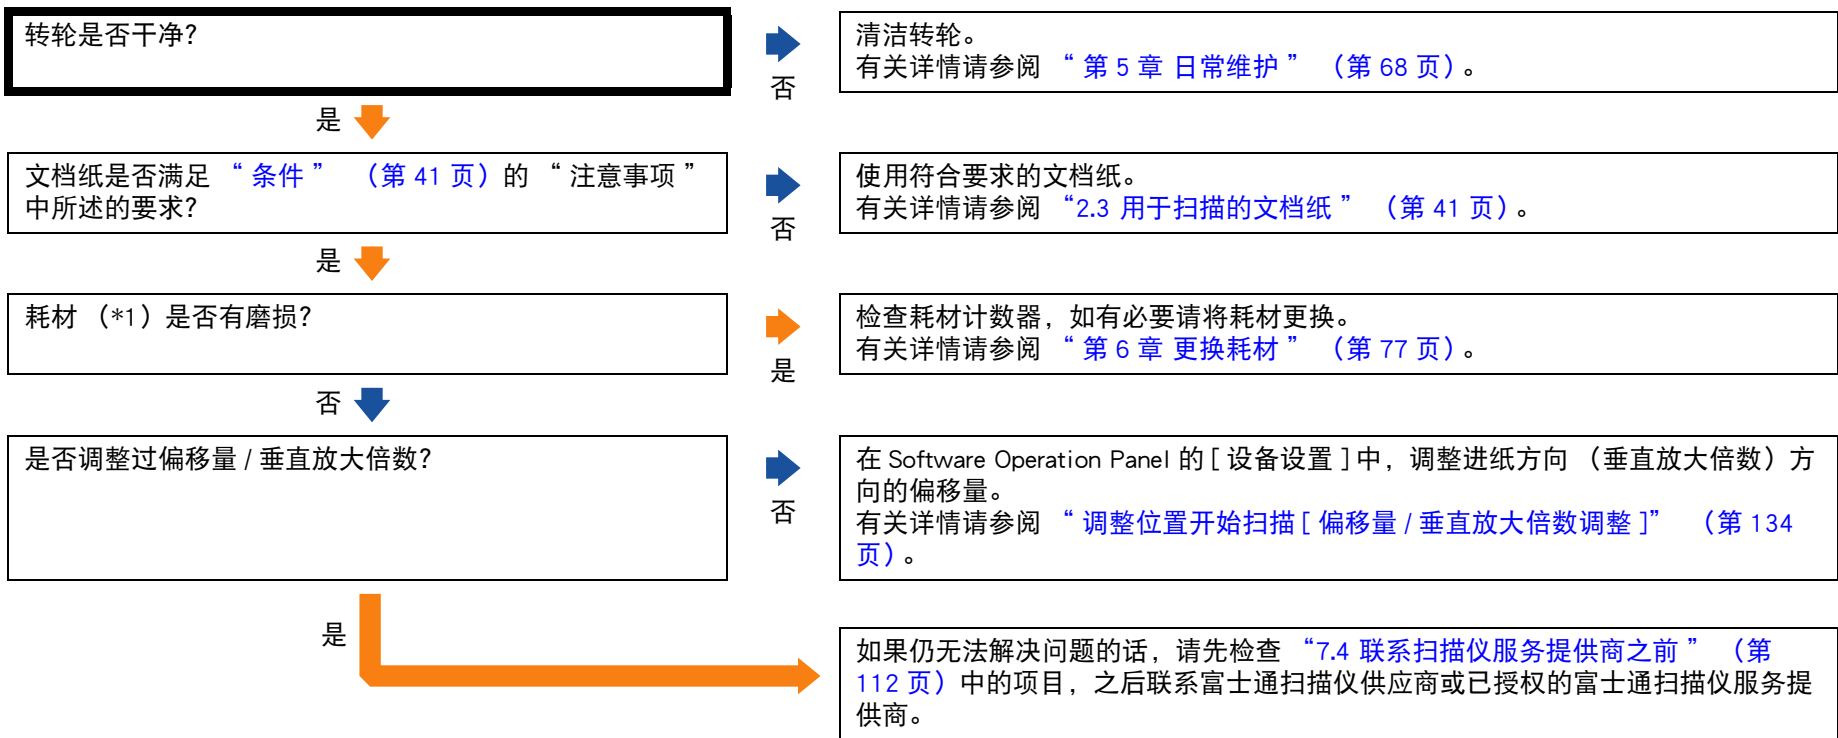 转轮是否干净？
否
清洁转轮。
有关详情请参阅 “ 第 5 章 日常维护 ” （第 68 页）。
是
文档纸是否满足 “ 条件 ” （第 41 页）的 “ 注意事项 ”
中所述的要求？
否
使用符合要求的文档纸。
有关详情请参阅 “2.3 用于扫描的文档纸 ” （第 41 页）。
是
耗材 （*1）是否有磨损？
是
检查耗材计数器，如有必要请将耗材更换。
有关详情请参阅 “ 第 6 章 更换耗材 ” （第 77 页）。
否
是否调整过偏移量 / 垂直放大倍数？
否
在 Software Operation Panel 的 [ 设备设置 ] 中，调整进纸方向 （垂直放大倍数）方
向的偏移量。
有关详情请参阅 “ 调整位置开始扫描 [ 偏移量 / 垂直放大倍数调整 ]” （第 134
页）。
是
如果仍无法解决问题的话，请先检查 “7.4 联系扫描仪服务提供商之前 ” （第
112 页）中的项目，之后联系富士通扫描仪供应商或已授权的富士通扫描仪服务提
供商。